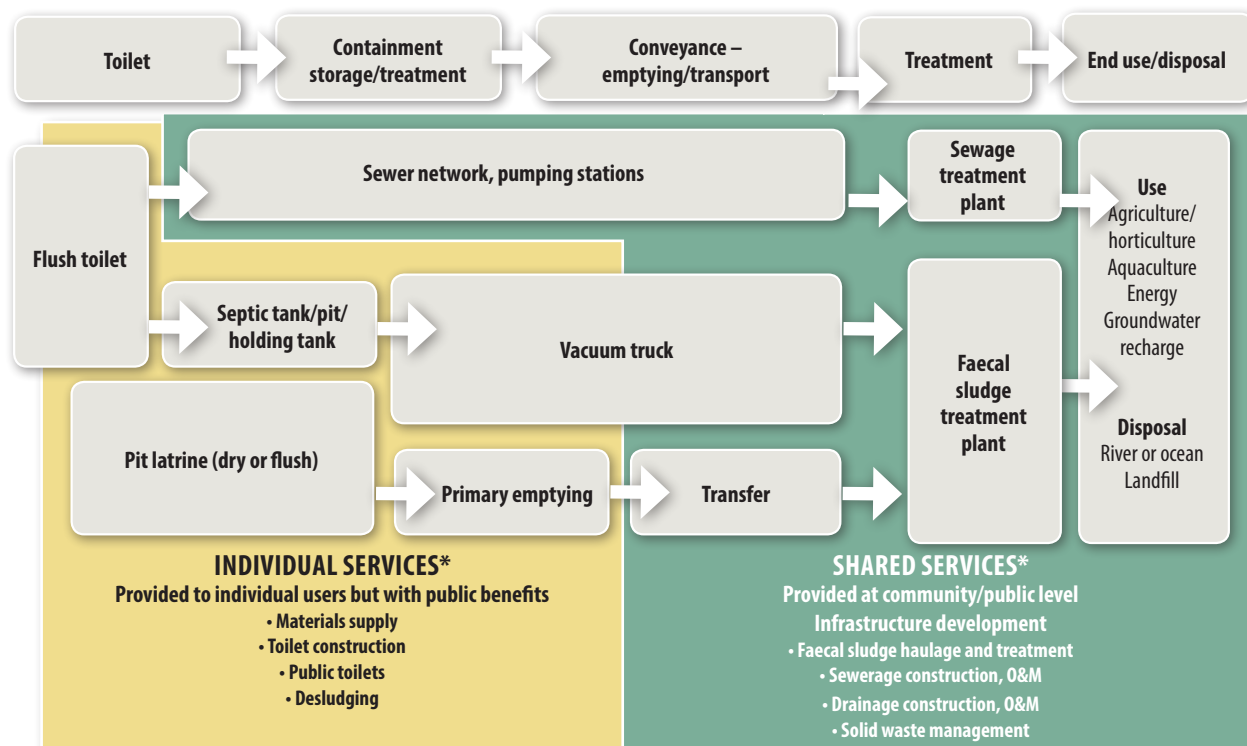 Toilet
Containment
storage/treatment
Conveyance –
emptying/transport
Treatment
End use/disposal
Flush toilet
Sewer network, pumping stations
Sewage
treatment
plant
Use
Agriculture/
horticulture
Aquaculture
Energy
Groundwater
recharge
Septic tank/pit/
holding tank
Vacuum truck
Faecal
sludge
treatment
plant
Disposal
River or ocean
Landfill
Pit latrine (dry or flush)
Primary emptying
Transfer
INDIVIDUAL SERVICES*
Provided to individual users but with public benefits
• Materials supply
• Toilet construction
• Public toilets
• Desludging
SHARED SERVICES*
Provided at community/public level
Infrastructure development
• Faecal sludge haulage and treatment
• Sewerage construction, O&M
• Drainage construction, O&M
• Solid waste management